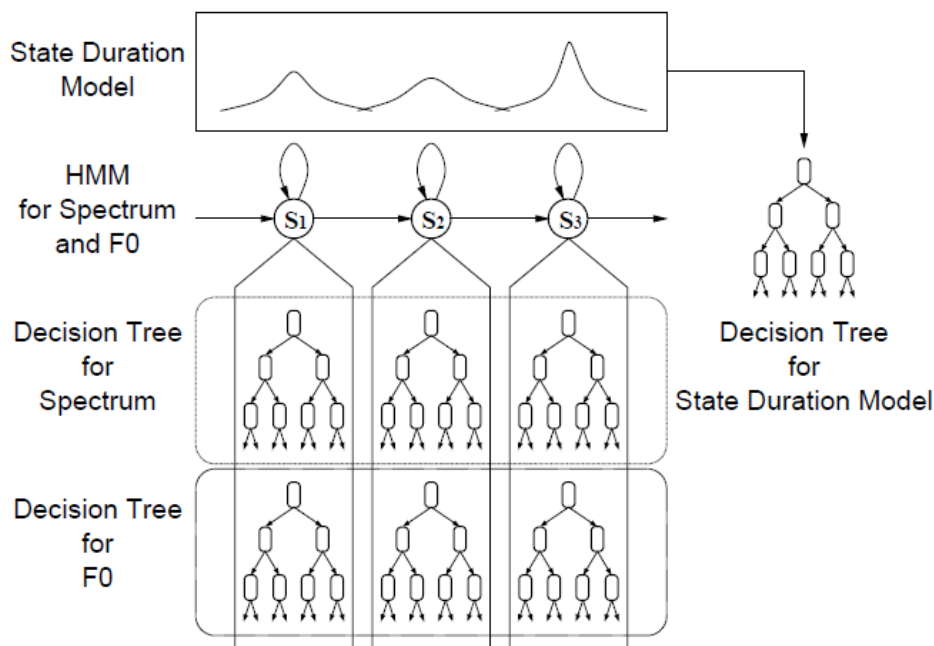 State Duration
Model
HMM
for Spectrum
and F0
S1
S2
S3
Decision Tree
for
Spectrum
Decision Tree
for
State Duration Model
Decision Tree
for
F0